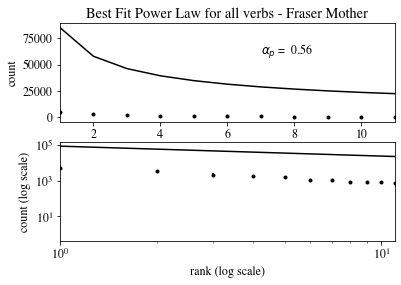 Best Fit Power Law for all verbs - Fraser Mother
75000
50000
25000
0
count
α_p = 0.56
2 4 6 8 10
10^5
10^3
10^1
count (log scale)
10^0 10^1
rank (log scale)